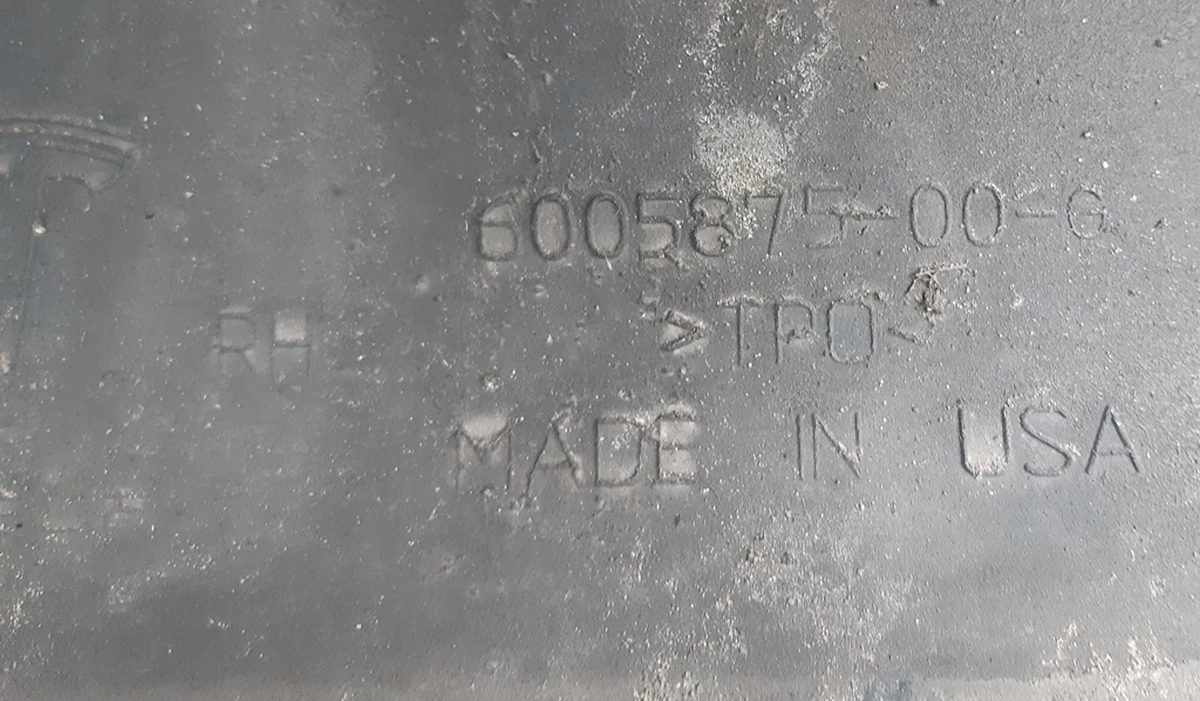 6005875-00-G
RH >TPO<
MADE IN USA